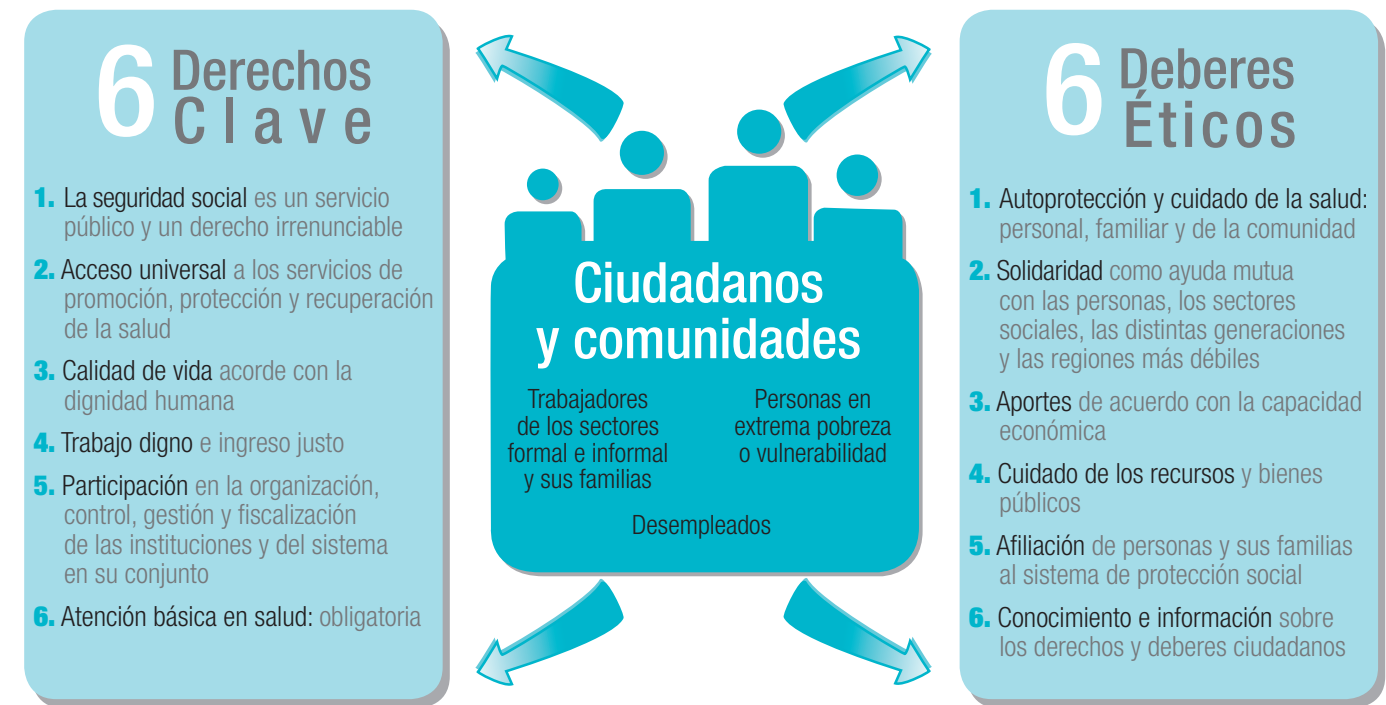 6 Derechos
Clave
1. La seguridad social es un servicio
público y un derecho irrenunciable
2. Acceso universal a los servicios de
promoción, protección y recuperación
de la salud
3. Calidad de vida acorde con la
dignidad humana
4. Trabajo digno e ingreso justo
5. Participación en la organización,
control, gestión y fiscalización
de las instituciones y del sistema
en su conjunto
6. Atención básica en salud: obligatoria
Ciudadanos
y comunidades
Trabajadores
de los sectores
formal e informal
y sus familias
Personas en
extrema pobreza
o vulnerabilidad
Desempleados
6 Deberes
Éticos
1. Autoprotección y cuidado de la salud:
personal, familiar y de la comunidad
2. Solidaridad como ayuda mutua
con las personas, los sectores
sociales, las distintas generaciones
y las regiones más débiles
3. Aportes de acuerdo con la capacidad
económica
4. Cuidado de los recursos y bienes
públicos
5. Afiliación de personas y sus familias
al sistema de protección social
6. Conocimiento e información sobre
los derechos y deberes ciudadanos